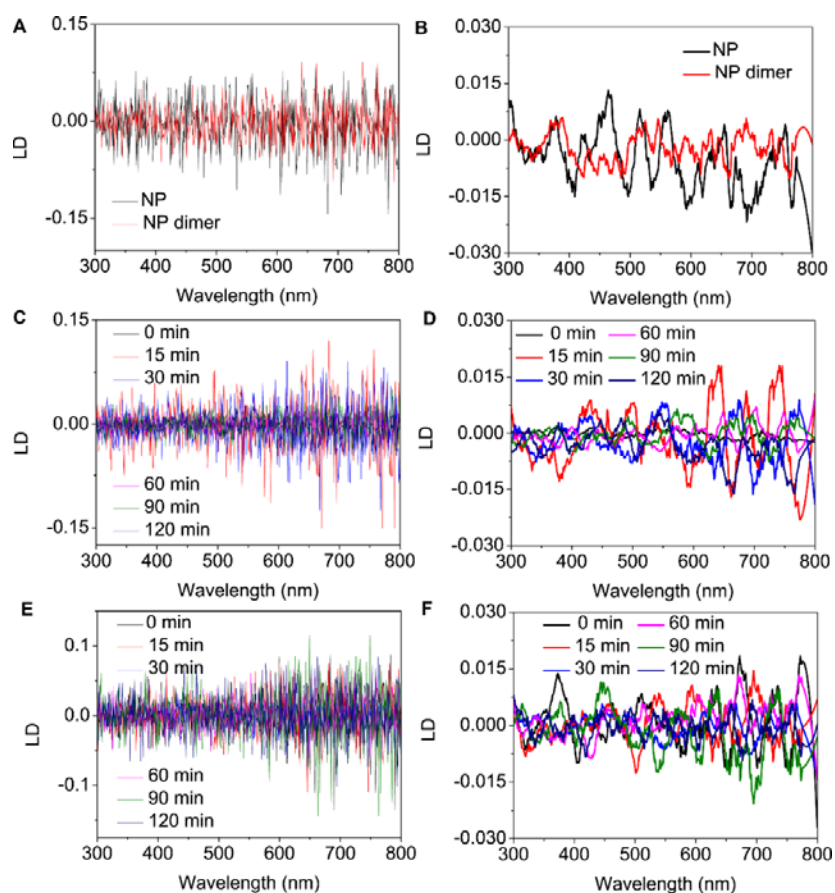 A
0.15
0.00
-0.15
LD
NP
NP dimer
300 400 500 600 700 800
Wavelength (nm)
B
0.015
0.000
-0.015
-0.030
LD
NP
NP dimer
300 400 500 600 700 800
Wavelength (nm)
C
0.15
0.00
-0.15
LD
0 min
15 min
30 min
60 min
90 min
120 min
300 400 500 600 700 800
Wavelength (nm)
D
0.030
0.015
0.000
-0.015
-0.030
LD
0 min 60 min
15 min 90 min
30 min 120 min
300 400 500 600 700 800
Wavelength (nm)
E
0.1
0.0
-0.1
LD
0 min
15 min
30 min
60 min
90 min
120 min
300 400 500 600 700 800
Wavelength (nm)
F
0.030
0.015
0.000
-0.015
-0.030
LD
0 min 60 min
15 min 90 min
30 min 120 min
300 400 500 600 700 800
Wavelength (nm)